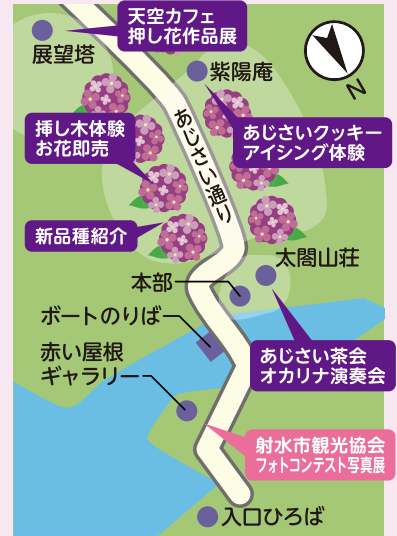 天空カフェ
押し花作品展
展望塔
紫陽庵
N
挿し木体験
お花即売
あじさいクッキー
アイシング体験
あじさい通り
新品種紹介
太閤山荘
本部
ボートのりば
赤い屋根
ギャラリー
あじさい茶会
オカリナ演奏会
射水市観光協会
フォトコンテスト写真展
入口ひろば